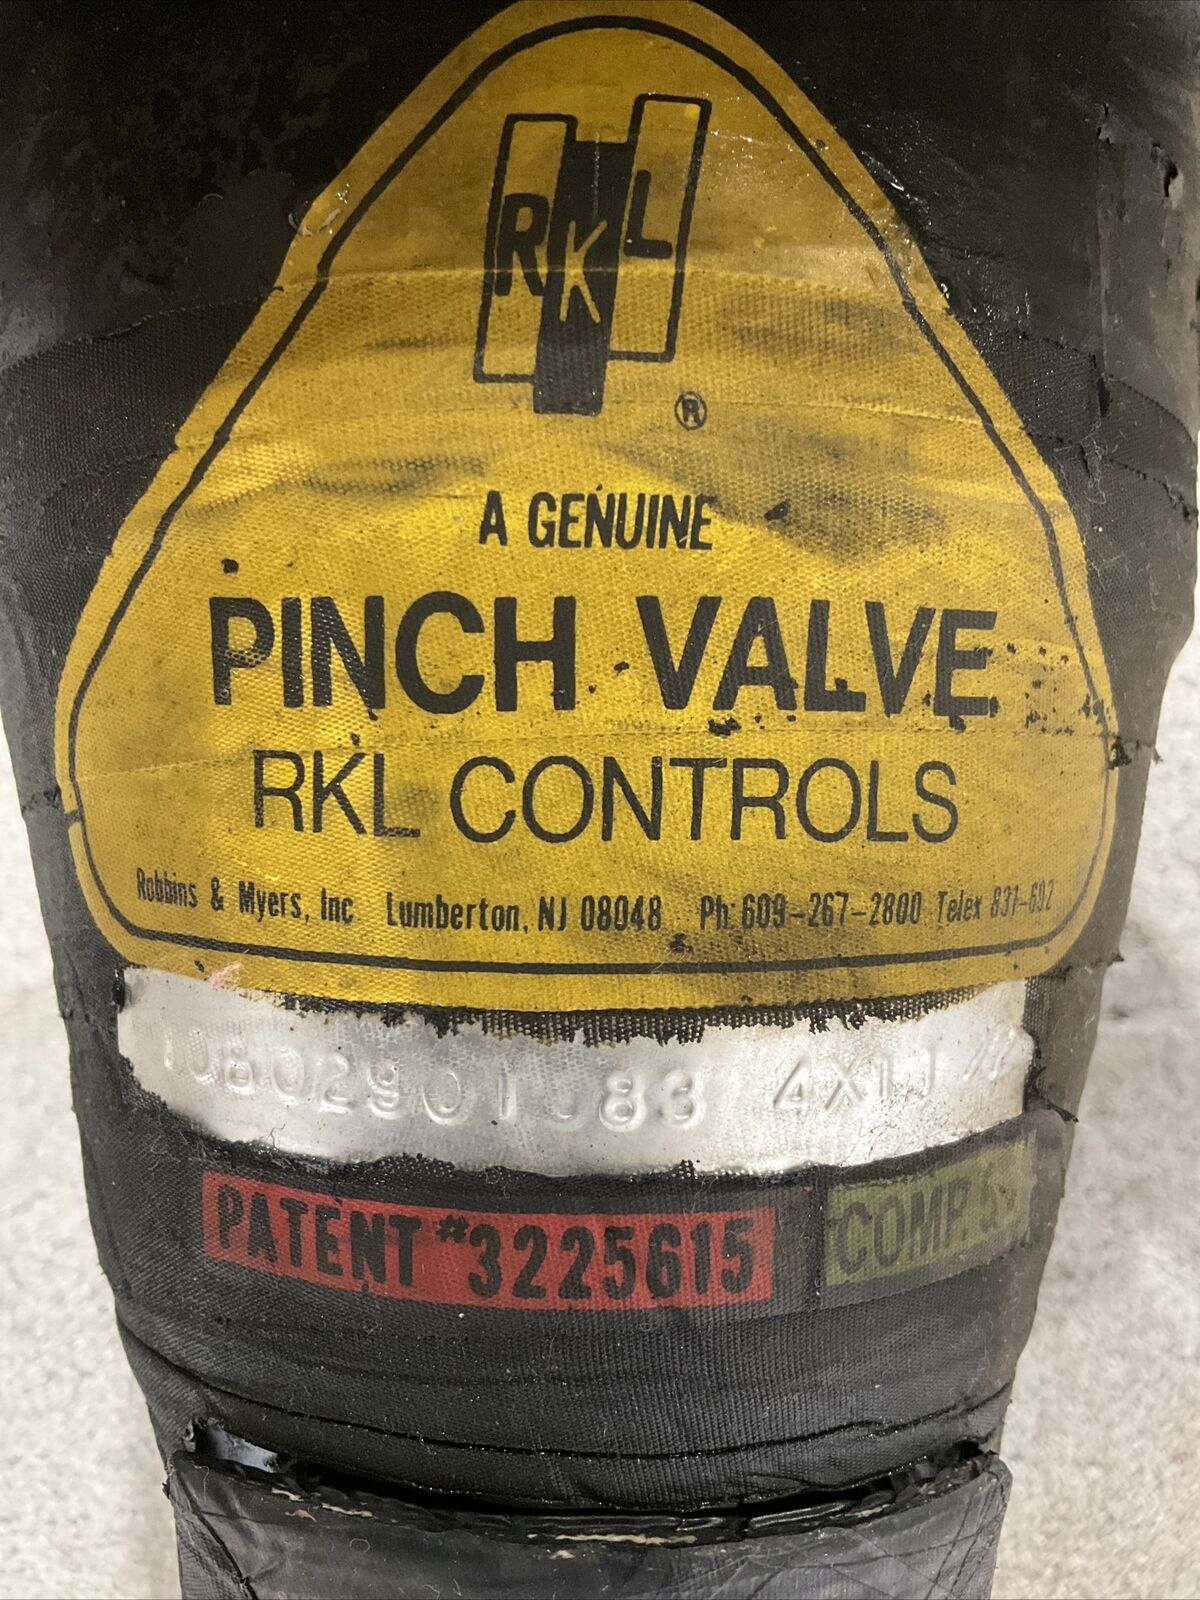 RKL
®
A GENUINE
PINCH VALVE
RKL CONTROLS
Robbins & Myers, Inc Lumberton, NJ 08048 Ph: 609-267-2800 Telex 831-692
4X1
PATENT #3225615